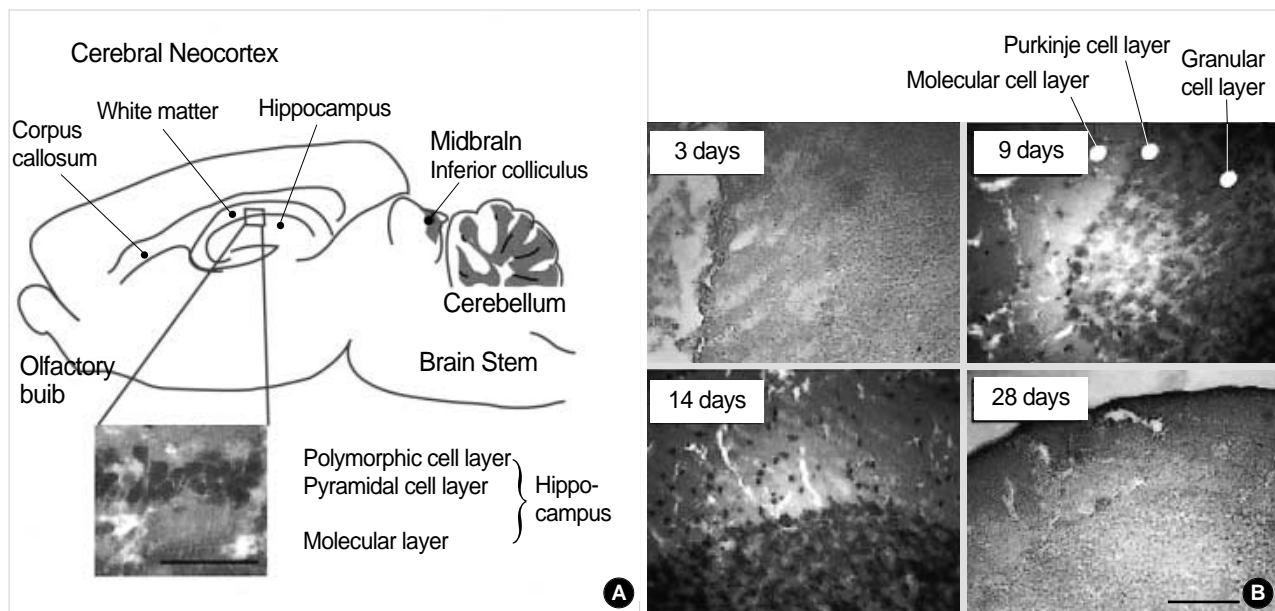 Cerebral Neocortex
White matter
Hippocampus
Corpus
callosum
Midbraln
Inferior colliculus
Cerebellum
Brain Stem
Olfactory
buib
Polymorphic cell layer
Pyramidal cell layer
Molecular layer
Hippo-
campus
A
Purkinje cell layer
Molecular cell layer
Granular
cell layer
3 days
9 days
14 days
28 days
B